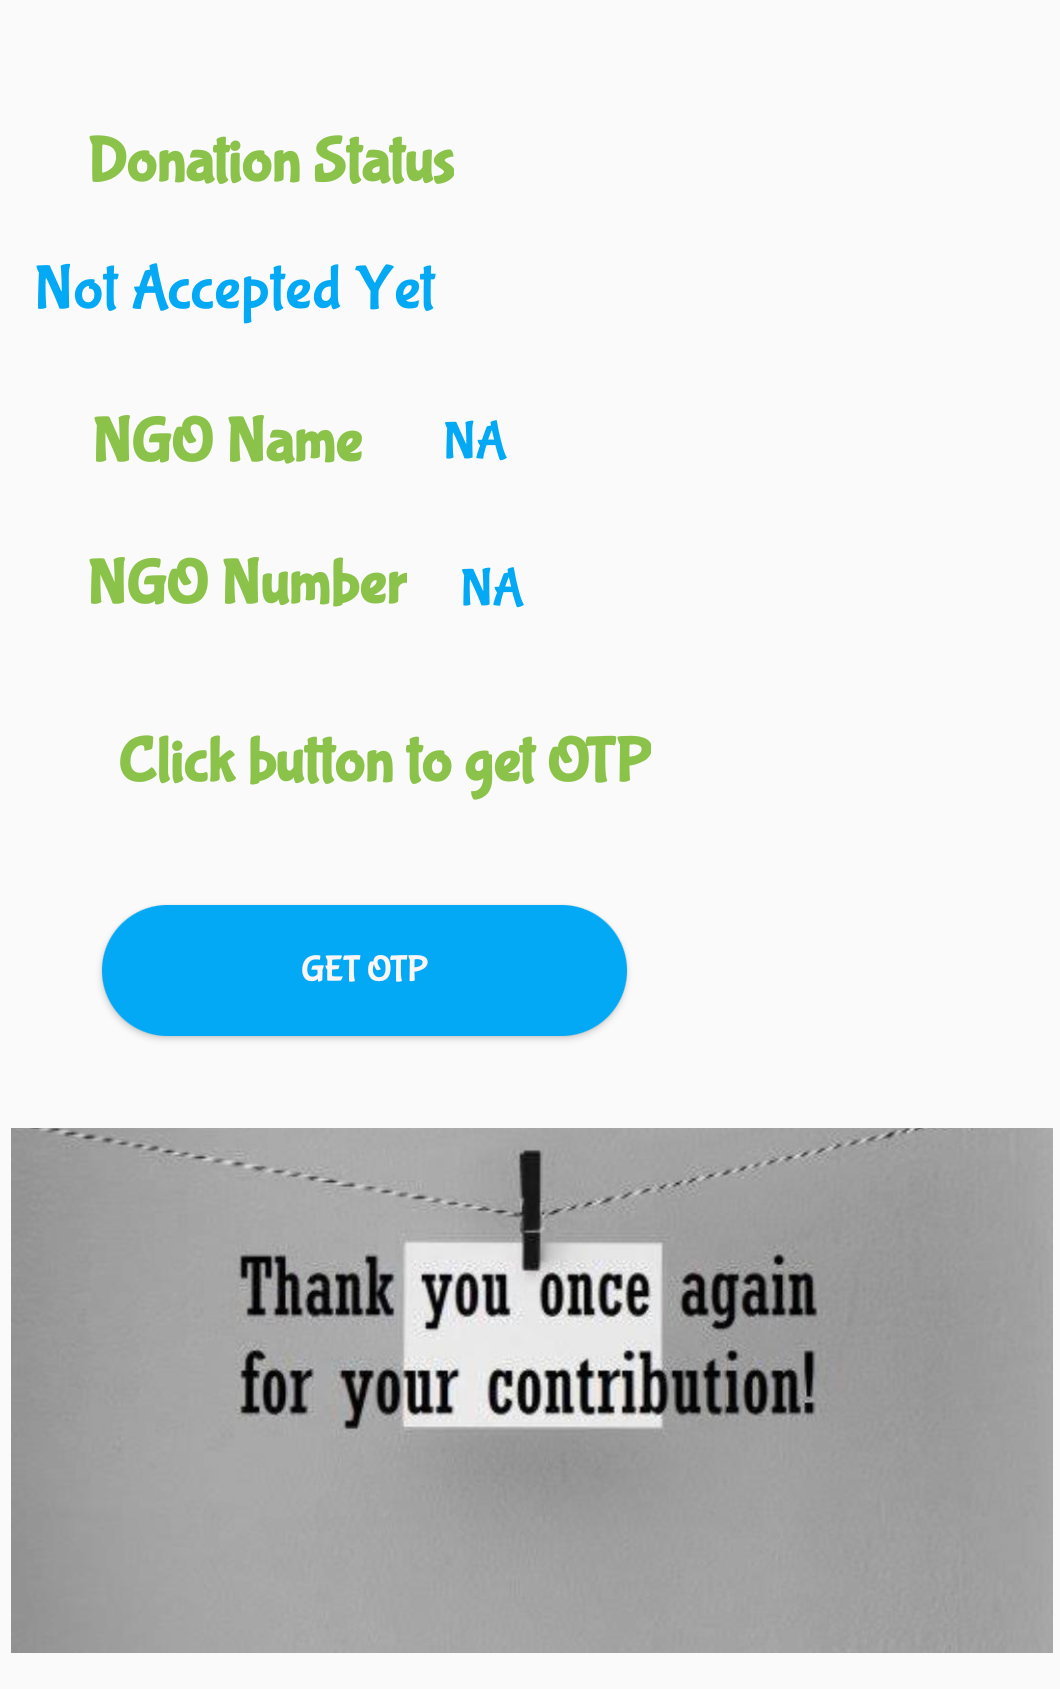 Donation Status
Not Accepted Yet
NGO Name NA
NGO Number NA
Click button to get OTP
GET OTP
Thank you once again
for your contribution!